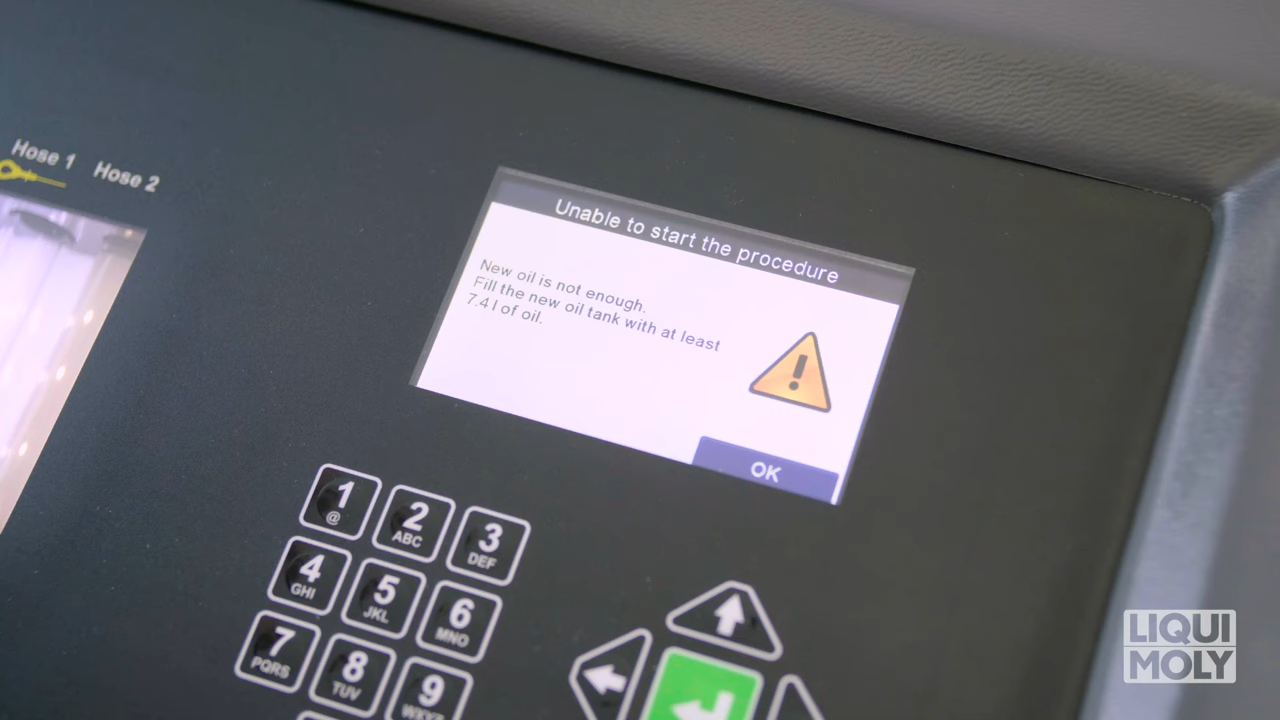 Hose 1 Hose 2
Unable to start the procedure
New oil is not enough.
Fill the new oil tank with at least
7.4 l of oil.
OK
1
@
2
ABC
3
DEF
4
GHI
5
JKL
6
MNO
7
PQRS
8
TUV
9
WXYZ
LIQUI
MOLY